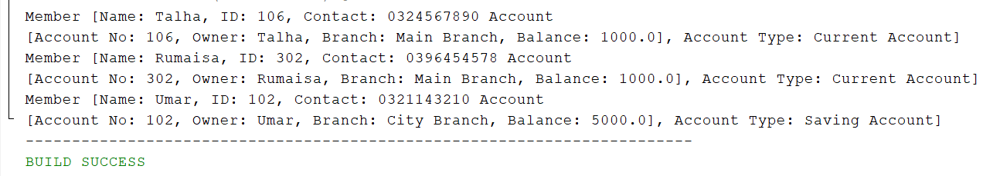 Member [Name: Talha, ID: 106, Contact: 0324567890 Account
[Account No: 106, Owner: Talha, Branch: Main Branch, Balance: 1000.0], Account Type: Current Account]
Member [Name: Rumaisa, ID: 302, Contact: 0396454578 Account
[Account No: 302, Owner: Rumaisa, Branch: Main Branch, Balance: 1000.0], Account Type: Current Account]
Member [Name: Umar, ID: 102, Contact: 0321143210 Account
[Account No: 102, Owner: Umar, Branch: City Branch, Balance: 5000.0], Account Type: Saving Account]
------------------------------------------------------------------------
BUILD SUCCESS